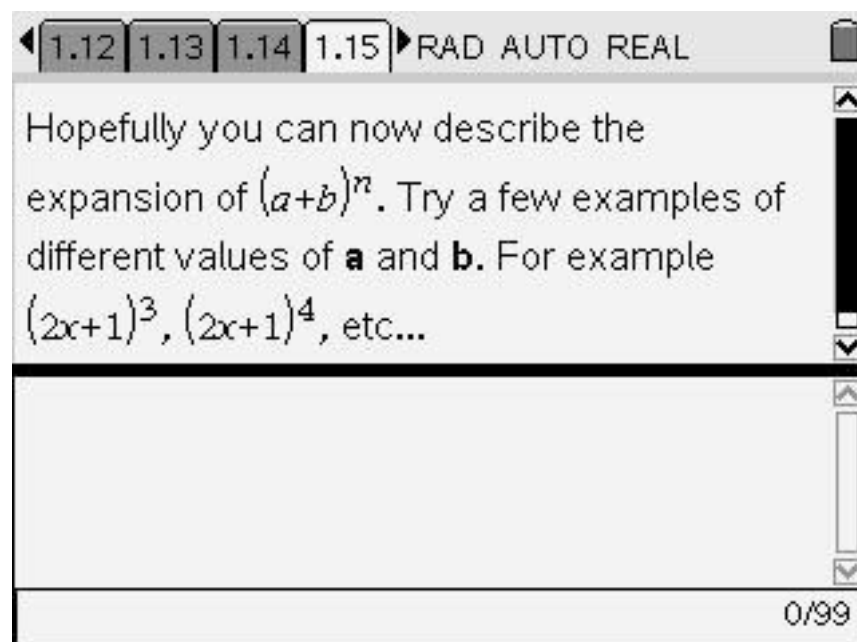 1.12 1.13 1.14 1.15 RAD AUTO REAL
Hopefully you can now describe the
expansion of (a+b)ⁿ. Try a few examples of
different values of a and b. For example
(2x+1)³, (2x+1)⁴, etc...
0/99